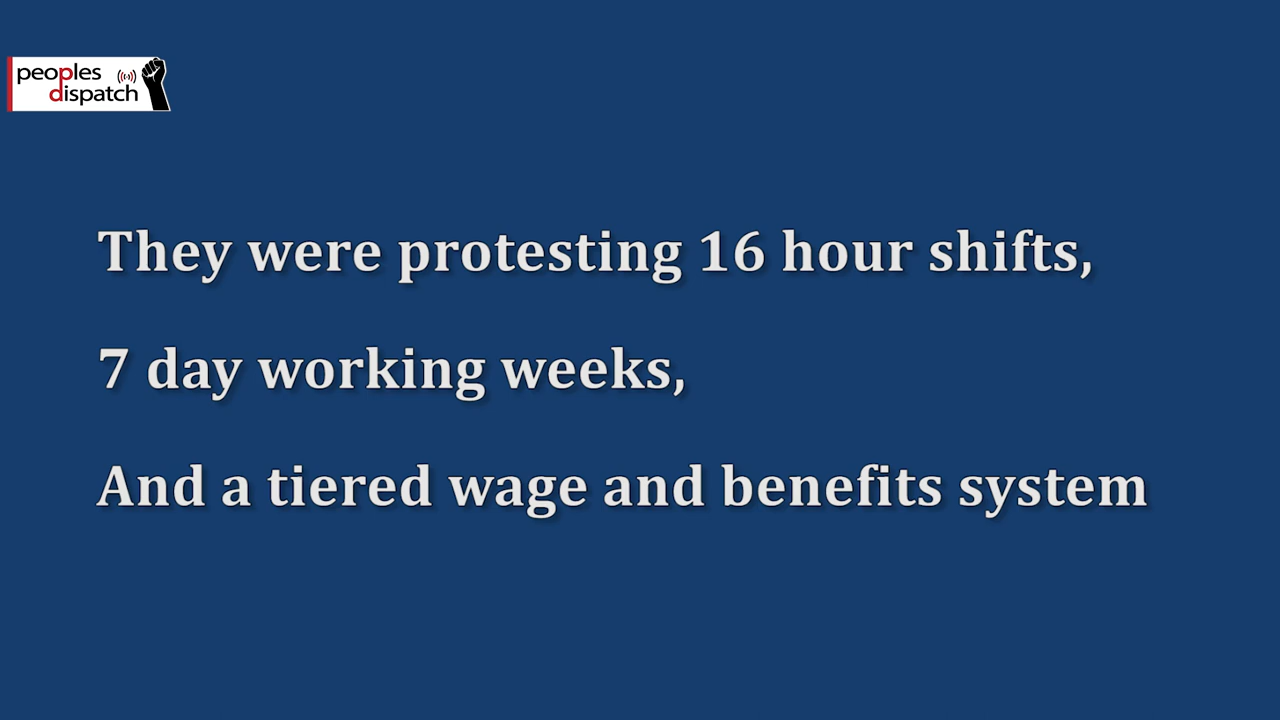 peoples
dispatch
They were protesting 16 hour shifts,
7 day working weeks,
And a tiered wage and benefits system